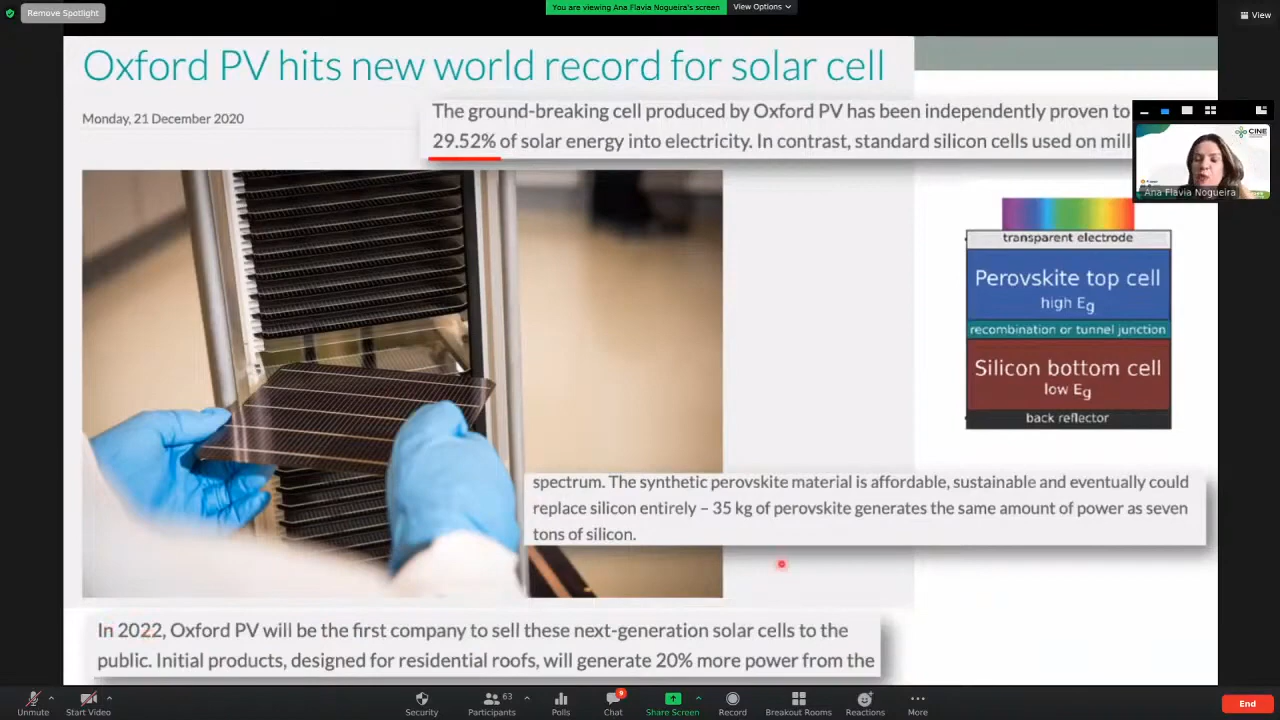 Remove Spotlight
You are viewing Ana Flavia Nogueira's screen
View Options
View
Oxford PV hits new world record for solar cell
Monday, 21 December 2020
The ground-breaking cell produced by Oxford PV has been independently proven to
29.52% of solar energy into electricity. In contrast, standard silicon cells used on mill
CINE
Ana Flavia Nogueira
transparent electrode
Perovskite top cell
high Eg
recombination or tunnel junction
Silicon bottom cell
low Eg
back reflector
spectrum. The synthetic perovskite material is affordable, sustainable and eventually could
replace silicon entirely – 35 kg of perovskite generates the same amount of power as seven
tons of silicon.
In 2022, Oxford PV will be the first company to sell these next-generation solar cells to the
public. Initial products, designed for residential roofs, will generate 20% more power from the
Unmute
Start Video
Security
Participants
63
Polls
Chat
9
Share Screen
Record
Breakout Rooms
Reactions
More
End